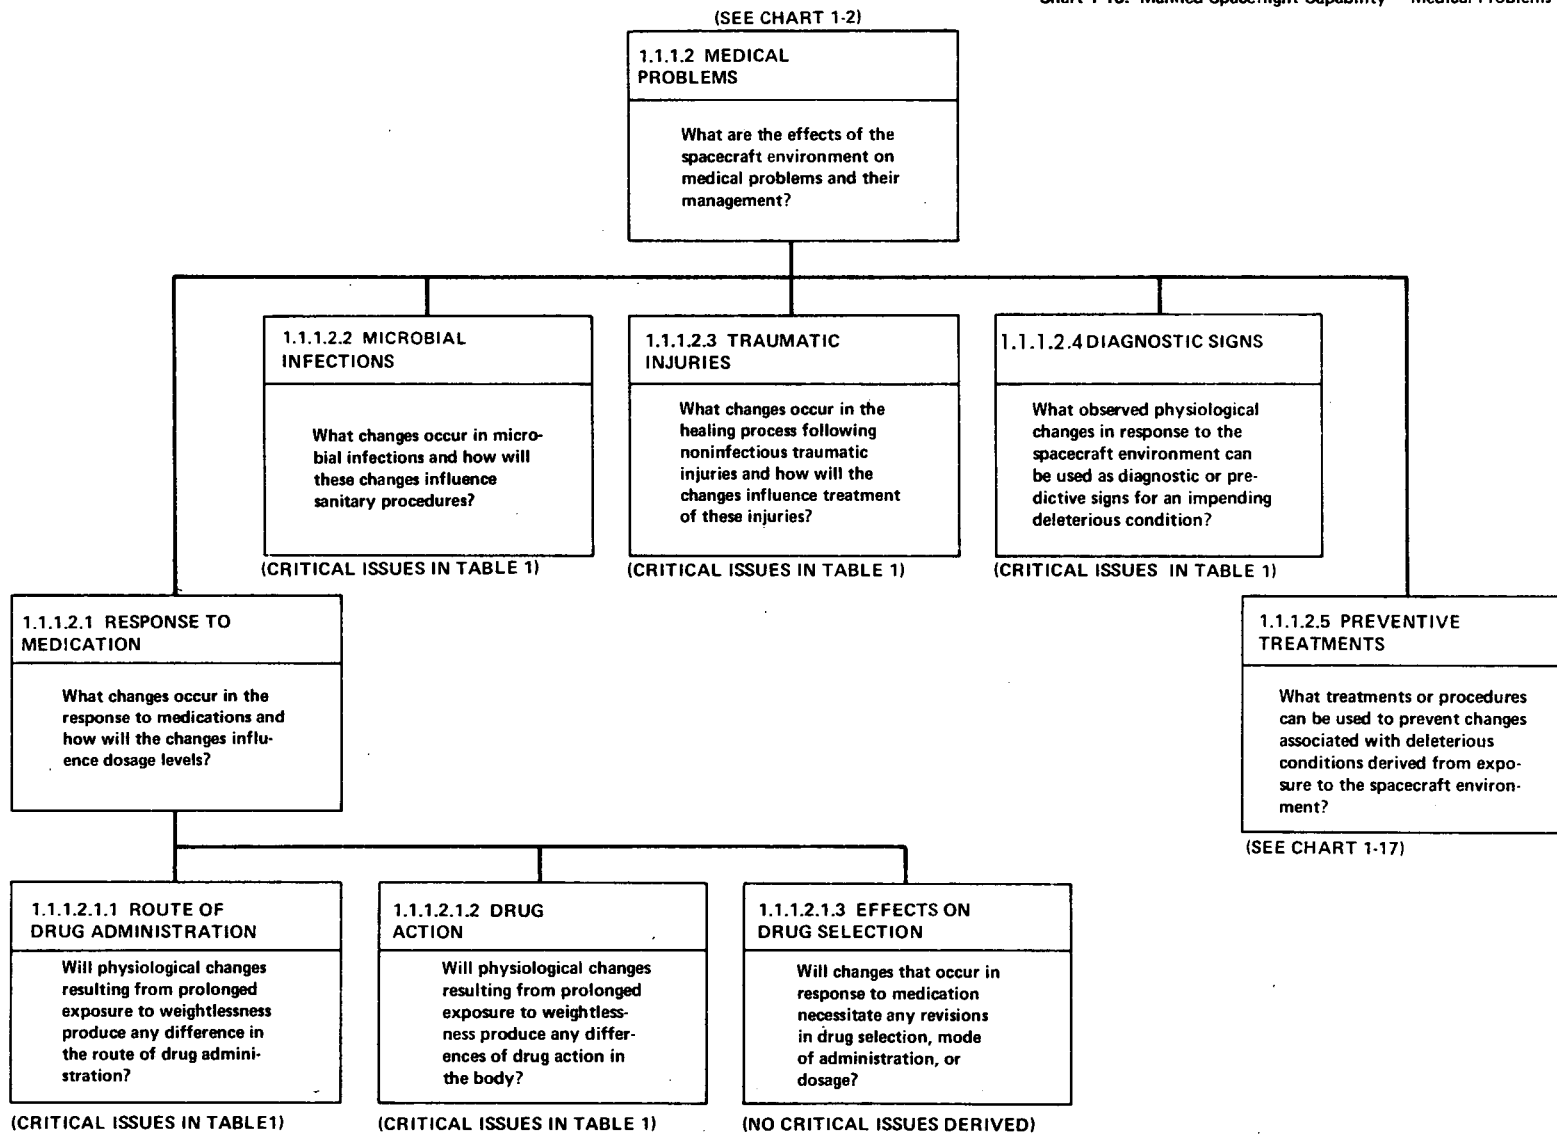 (SEE CHART 1-2)
1.1.1.2 MEDICAL
PROBLEMS
What are the effects of the
spacecraft environment on
medical problems and their
management?
1.1.1.2.2 MICROBIAL
INFECTIONS
What changes occur in micro-
bial infections and how will
these changes influence
sanitary procedures?
(CRITICAL ISSUES IN TABLE 1)
1.1.1.2.3 TRAUMATIC
INJURIES
What changes occur in the
healing process following
noninfectious traumatic
injuries and how will the
changes influence treatment
of these injuries?
(CRITICAL ISSUES IN TABLE 1)
1.1.1.2.4 DIAGNOSTIC SIGNS
What observed physiological
changes in response to the
spacecraft environment can
be used as diagnostic or pre-
dictive signs for an impending
deleterious condition?
(CRITICAL ISSUES IN TABLE 1)
1.1.1.2.1 RESPONSE TO
MEDICATION
What changes occur in the
response to medications and
how will the changes influ-
ence dosage levels?
1.1.1.2.5 PREVENTIVE
TREATMENTS
What treatments or procedures
can be used to prevent changes
associated with deleterious
conditions derived from expo-
sure to the spacecraft environ-
ment?
(SEE CHART 1-17)
1.1.1.2.1.1 ROUTE OF
DRUG ADMINISTRATION
Will physiological changes
resulting from prolonged
exposure to weightlessness
produce any difference in
the route of drug admini-
stration?
(CRITICAL ISSUES IN TABLE1)
1.1.1.2.1.2 DRUG
ACTION
Will physiological changes
resulting from prolonged
exposure to weightless-
ness produce any differ-
ences of drug action in
the body?
(CRITICAL ISSUES IN TABLE 1)
1.1.1.2.1.3 EFFECTS ON
DRUG SELECTION
Will changes that occur in
response to medication
necessitate any revisions
in drug selection, mode
of administration, or
dosage?
(NO CRITICAL ISSUES DERIVED)